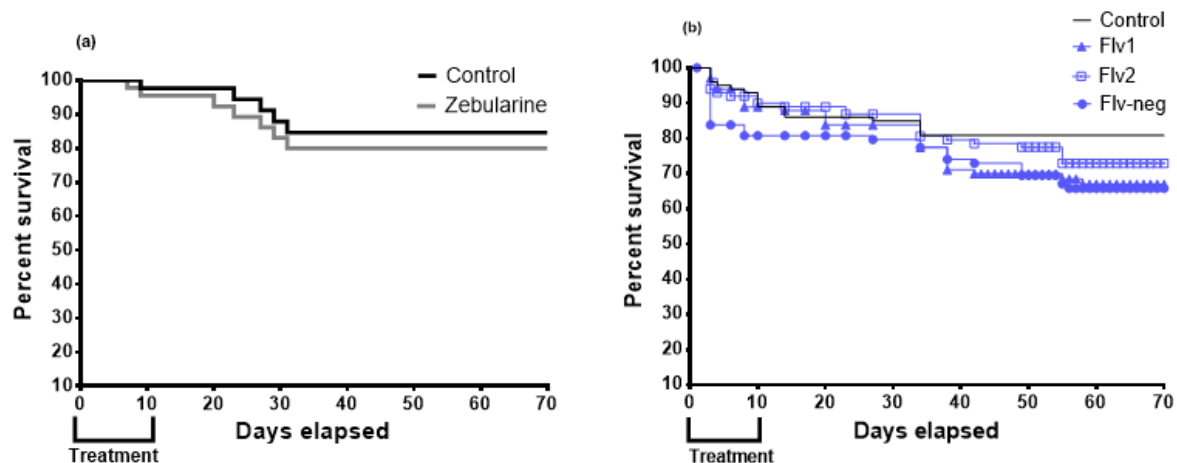 (a)
Control
Zebularine
100
90
80
70
60
50
40
30
20
10
Percent survival
0 10 20 30 40 50 60 70
Days elapsed
Treatment
(b)
Control
Flv1
Flv2
Flv-neg
100
90
80
70
60
50
40
30
20
10
Percent survival
0 10 20 30 40 50 60 70
Days elapsed
Treatment